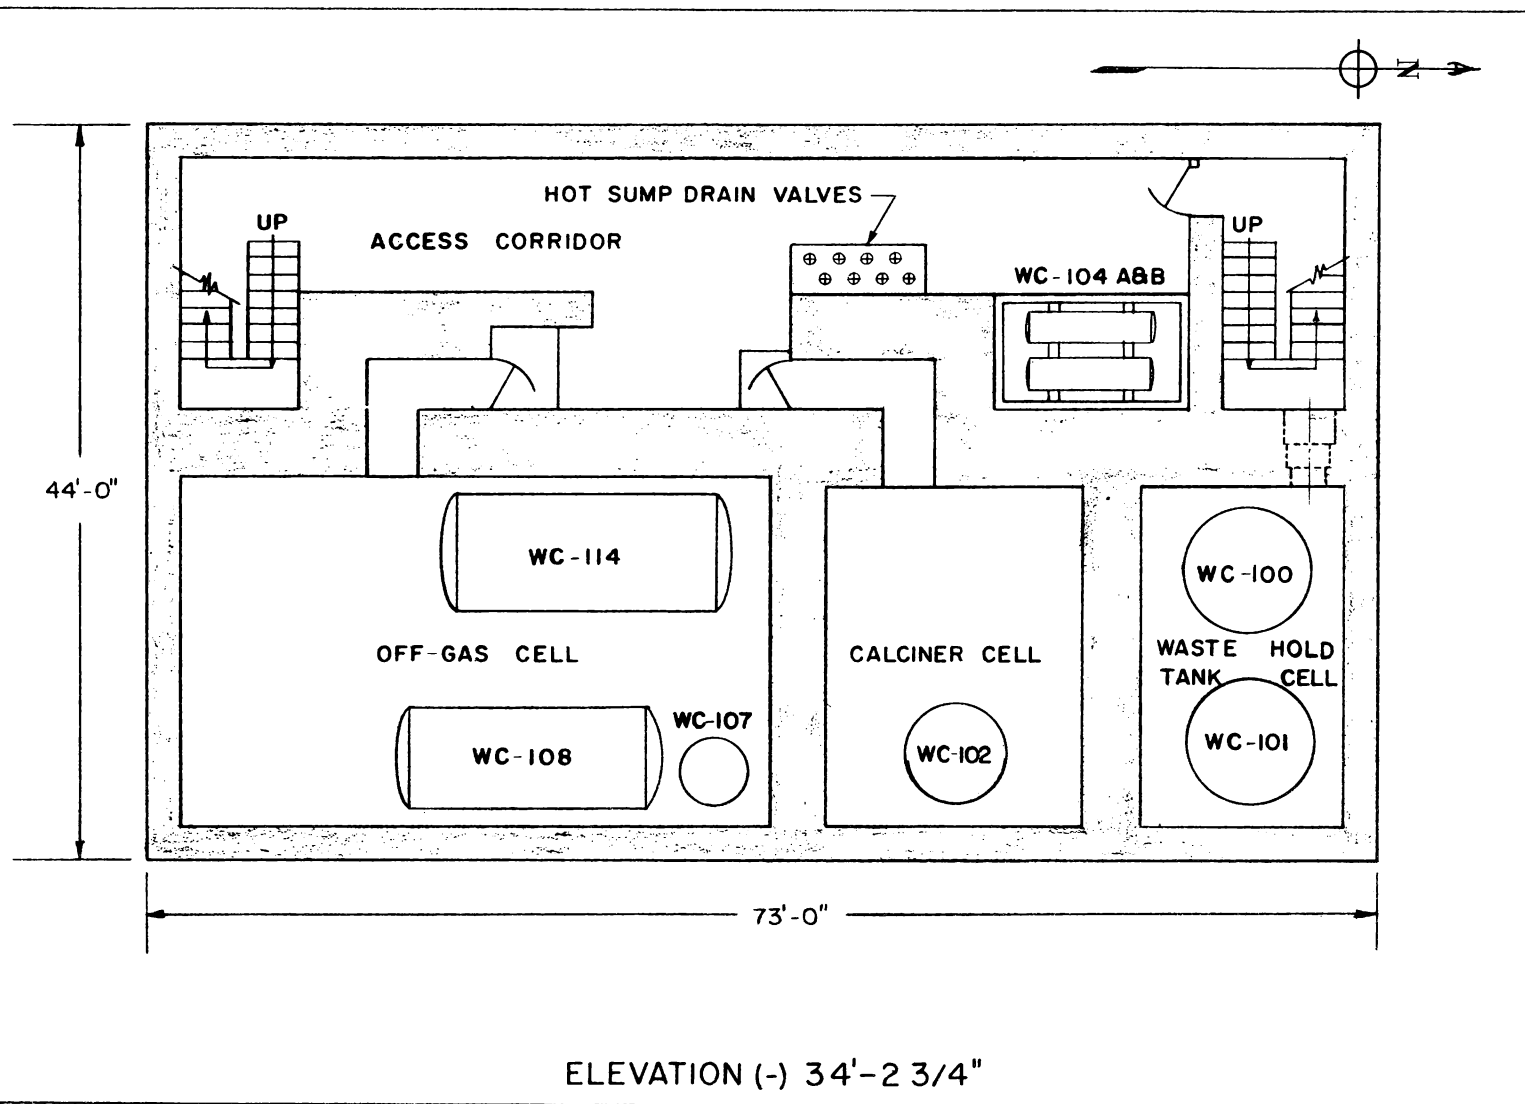 N
HOT SUMP DRAIN VALVES
UP
ACCESS CORRIDOR
UP
WC-104 A&B
44'-0"
WC-114
WC-100
OFF-GAS CELL
CALCINER CELL
WASTE HOLD
TANK CELL
WC-107
WC-108
WC-102
WC-101
73'-0"
ELEVATION (-) 34'-2 3/4"